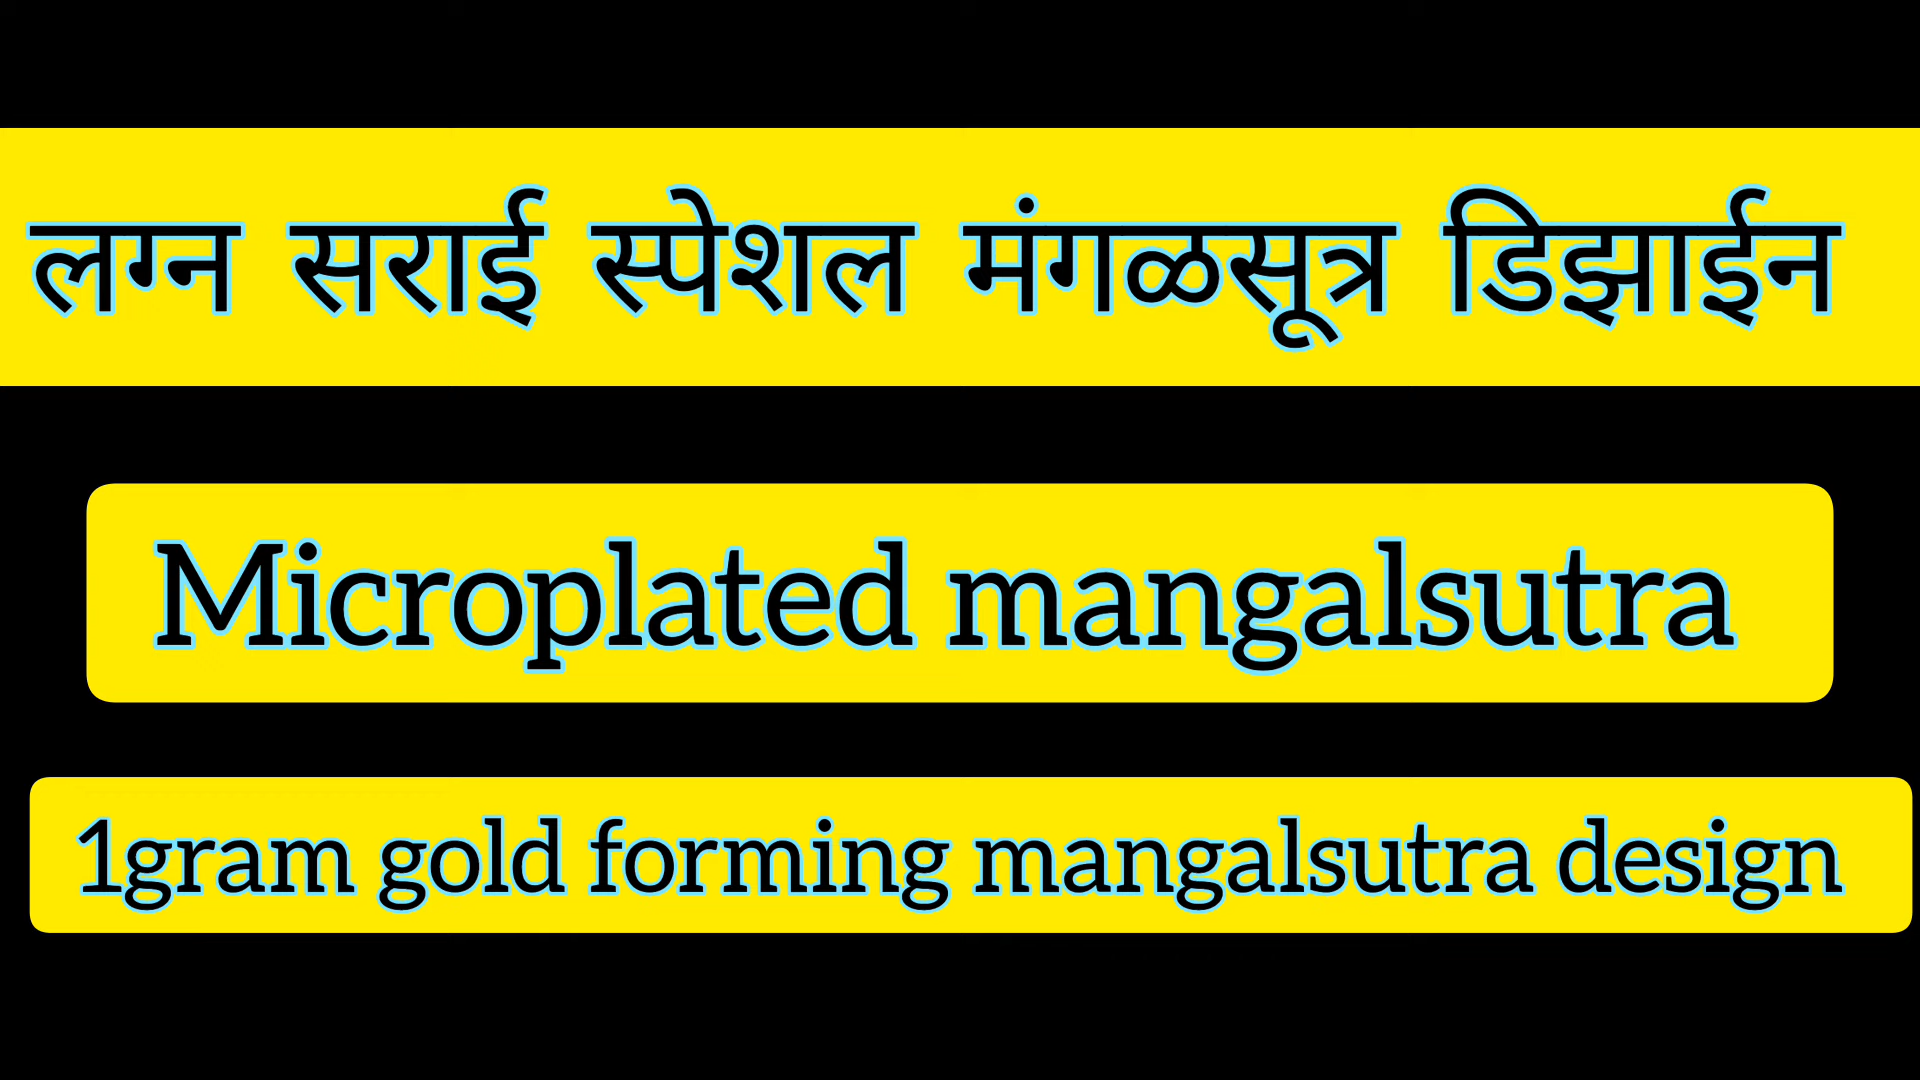 लग्न सराई स्पेशल मंगळसूत्र डिझाईन
Microplated mangalsutra
1gram gold forming mangalsutra design